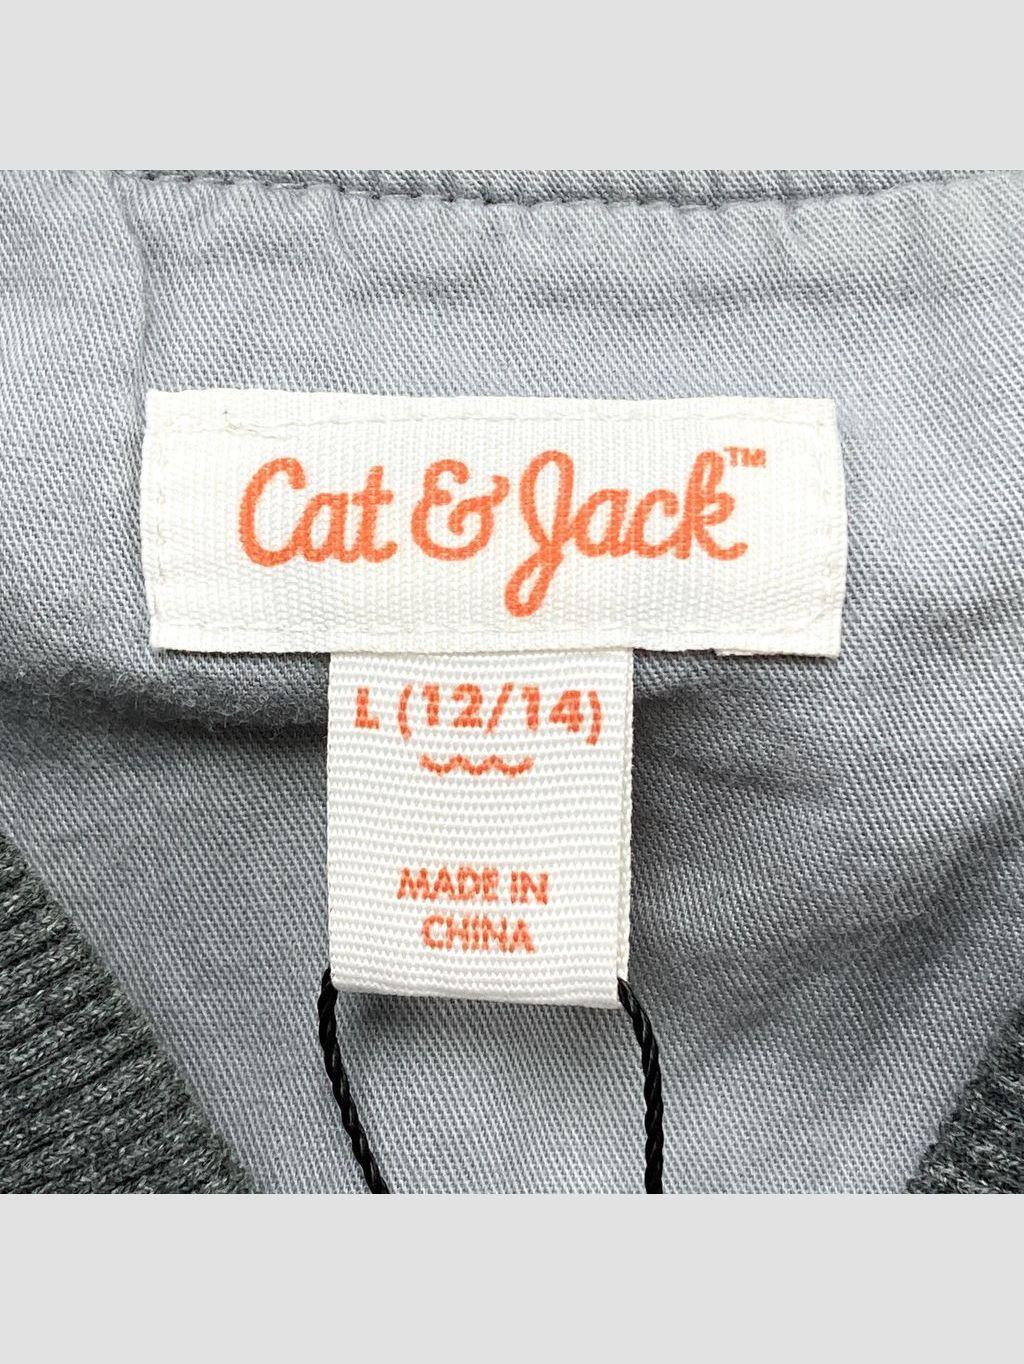 Cat & Jack™
L (12/14)
MADE IN
CHINA